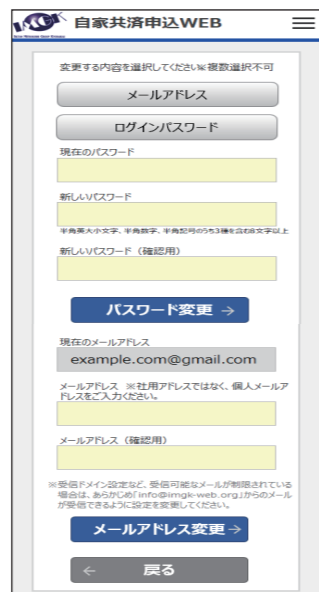 IMGK
自家共済申込WEB
変更する内容を選択してください※複数選択不可
メールアドレス
ログインパスワード
現在のパスワード
新しいパスワード
半角英大小文字、半角数字、半角記号のうち3種を含む8文字以上
新しいパスワード（確認用）
パスワード変更 →
現在のメールアドレス
example.com@gmail.com
メールアドレス ※社用アドレスではなく、個人メールア
ドレスをご入力ください。
メールアドレス（確認用）
※受信ドメイン設定など、受信可能なメールが制限されている
場合は、あらかじめ「info@imgk-web.org」からのメール
が受信できるように設定を変更してください。
メールアドレス変更→
← 戻る